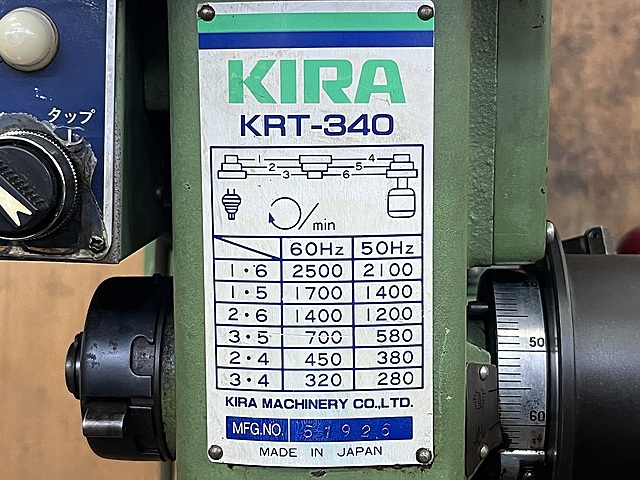 タップ
KIRA
KRT-340
1 4
2 5
3 6
/min
60Hz 50Hz
1・6 2500 2100
1・5 1700 1400
2・6 1400 1200
3・5 700 580
2・4 450 380
3・4 320 280
KIRA MACHINERY CO.,LTD.
MFG.NO. 61926
MADE IN JAPAN
50
60